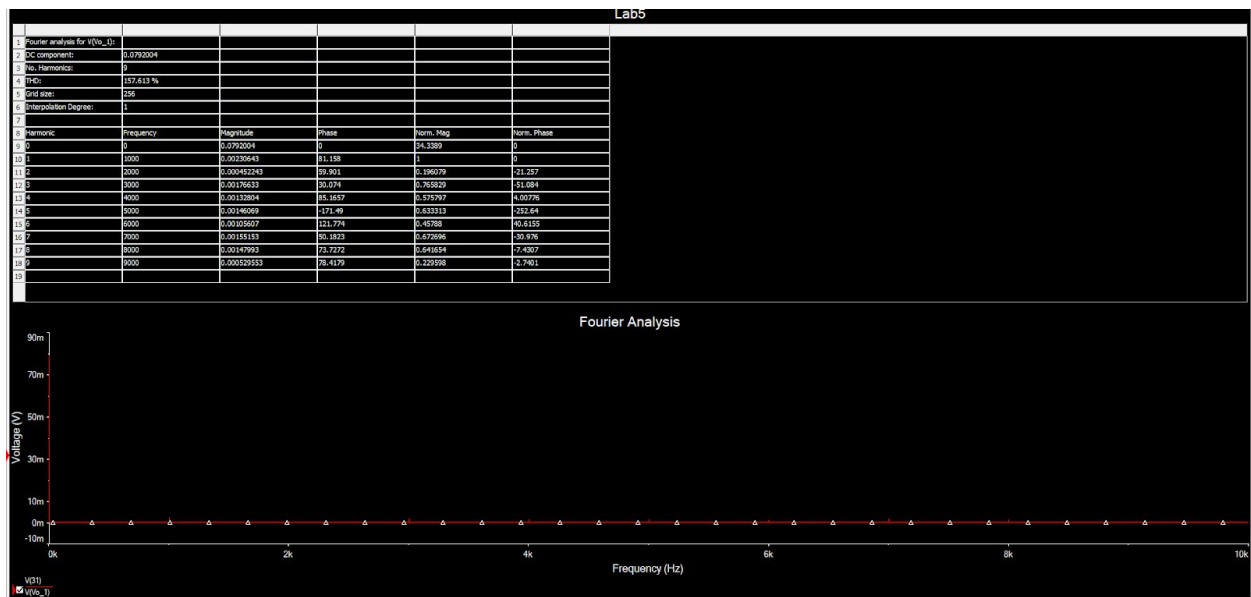 Lab5
1 Fourier analysis for V(Vo_1):
2 DC component: 0.0792004
3 No. Harmonics: 9
4 THD: 157.613 %
5 Grid size: 256
6 Interpolation Degree: 1
7
8 Harmonic Frequency Magnitude Phase Norm. Mag Norm. Phase
9 0 0 0.0792004 0 34.3389 0
10 1 1000 0.00230643 81.158 1 0
11 2 2000 0.000452243 59.901 0.196079 -21.257
12 3 3000 0.00176633 30.074 0.765829 -51.084
13 4 4000 0.00132804 85.1657 0.575797 4.00776
14 5 5000 0.00146069 -171.49 0.633313 -252.64
15 6 6000 0.00105607 121.774 0.45788 40.6155
16 7 7000 0.00155153 50.1823 0.672696 -30.976
17 8 8000 0.00147993 73.7272 0.641654 -7.4307
18 9 9000 0.000529553 78.4179 0.229598 -2.7401
19
Fourier Analysis
90m
70m
50m
30m
10m
0m
-10m
Voltage (V)
0k 2k 4k 6k 8k 10k
Frequency (Hz)
V(31)
V(Vo_1)